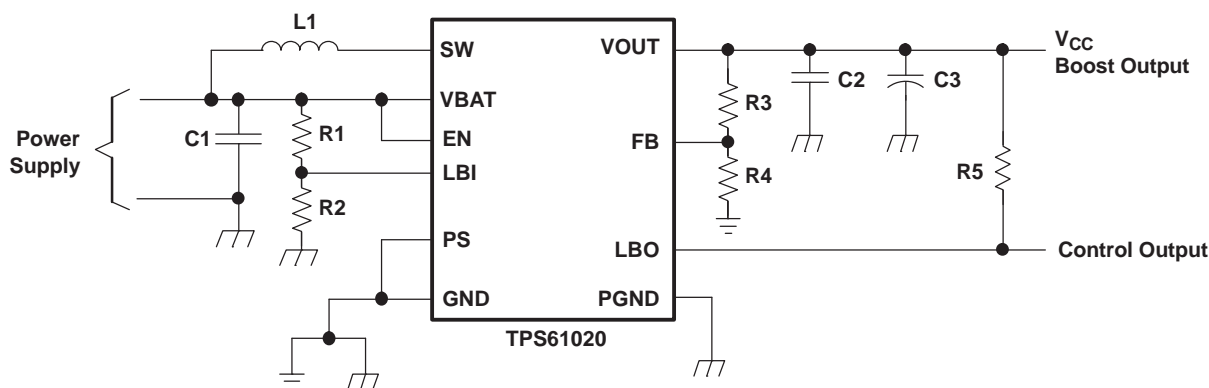 L1
SW
VOUT
VCC
Boost Output
C2
C3
R3
VBAT
Power
Supply
C1
R1
EN
FB
LBI
R4
R5
R2
PS
LBO
Control Output
GND
PGND
TPS61020